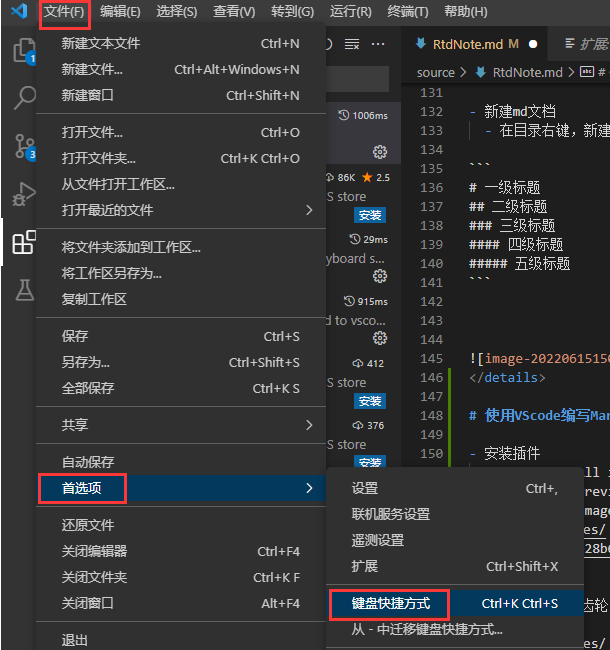 文件(F) 编辑(E) 选择(S) 查看(V) 转到(G) 运行(R) 终端(T) 帮助(H)
新建文本文件 Ctrl+N
新建文件... Ctrl+Alt+Windows+N
新建窗口 Ctrl+Shift+N
打开文件... Ctrl+O
打开文件夹... Ctrl+K Ctrl+O
从文件打开工作区...
打开最近的文件
将文件夹添加到工作区...
将工作区另存为...
复制工作区
保存 Ctrl+S
另存为... Ctrl+Shift+S
全部保存 Ctrl+K S
共享
自动保存
首选项
还原文件
关闭编辑器 Ctrl+F4
关闭文件夹 Ctrl+K F
关闭窗口 Alt+F4
退出
1
3
1006ms
86K 2.5
S store
安装
29ms
yboard s...
915ms
d to vsco...
412
S store
安装
376
S store
安装
设置 Ctrl+,
联机服务设置
遥测设置
扩展 Ctrl+Shift+X
键盘快捷方式 Ctrl+K Ctrl+S
从 - 中迁移键盘快捷方式...
RtdNote.md M 扩展
source > RtdNote.md > abc #
131
132 - 新建md文档
133 - 在目录右键，新建
134
135 ```
136 # 一级标题
137 ## 二级标题
138 ### 三级标题
139 #### 四级标题
140 ##### 五级标题
141 ```
142
143
144
145 ![image-2022061515
146 </details>
147
148 # 使用VScode编写Mar
149
150 - 安装插件
all i
revi
mage
es/
28b
齿轮
es/